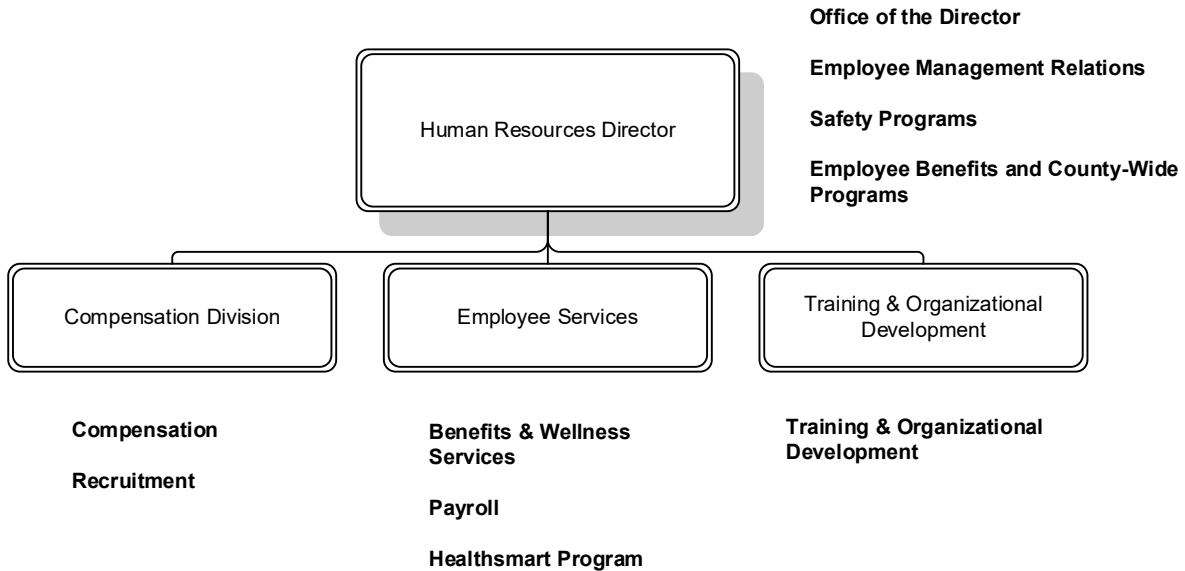 Office of the Director
Employee Management Relations
Safety Programs
Employee Benefits and County-Wide
Programs
Human Resources Director
Compensation Division
Employee Services
Training & Organizational
Development
Compensation
Recruitment
Benefits & Wellness
Services
Payroll
Healthsmart Program
Training & Organizational
Development